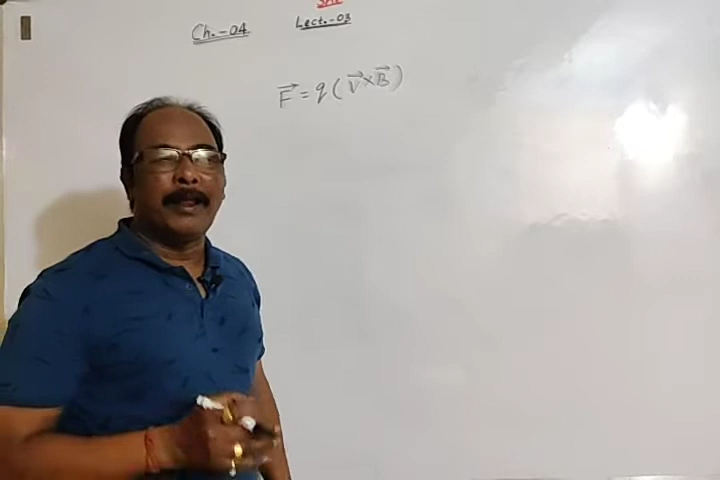 Ch.-04
Lect.-03
F⃗ = q(V⃗×B⃗)